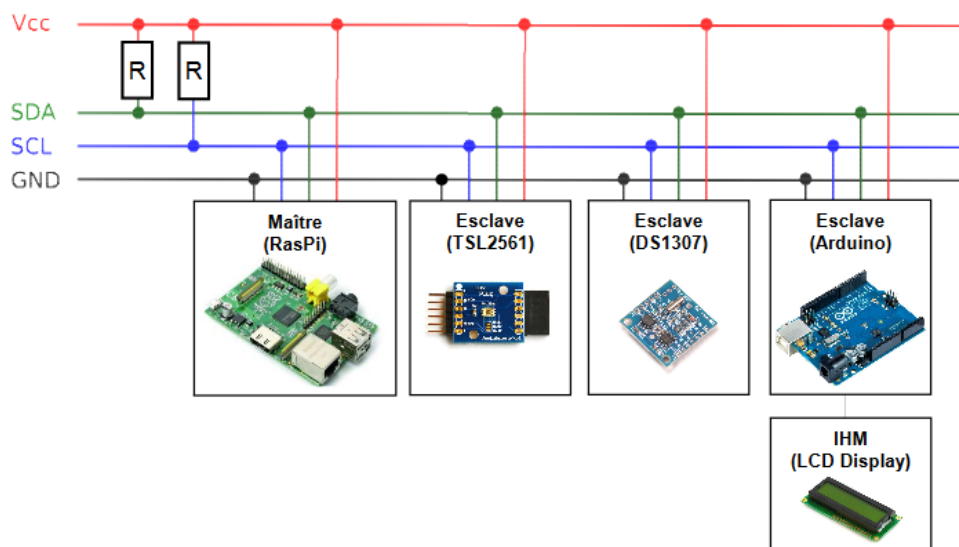 Vcc
R R
SDA
SCL
GND
Maître
(RasPi)
Esclave
(TSL2561)
Esclave
(DS1307)
Esclave
(Arduino)
IHM
(LCD Display)